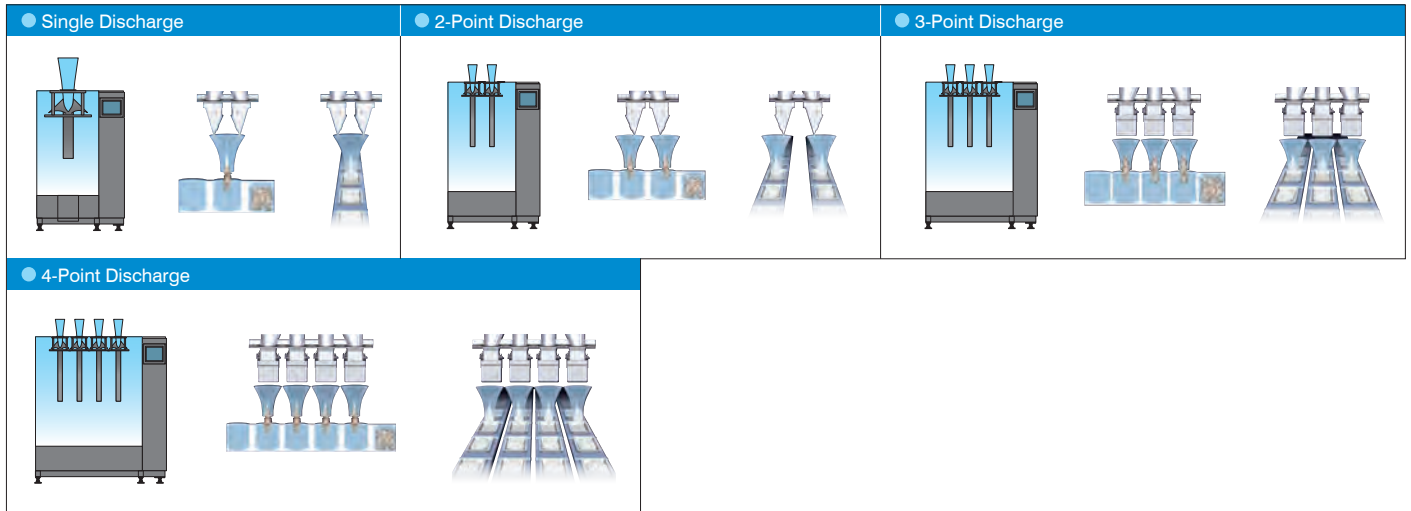 Single Discharge
2-Point Discharge
3-Point Discharge
4-Point Discharge